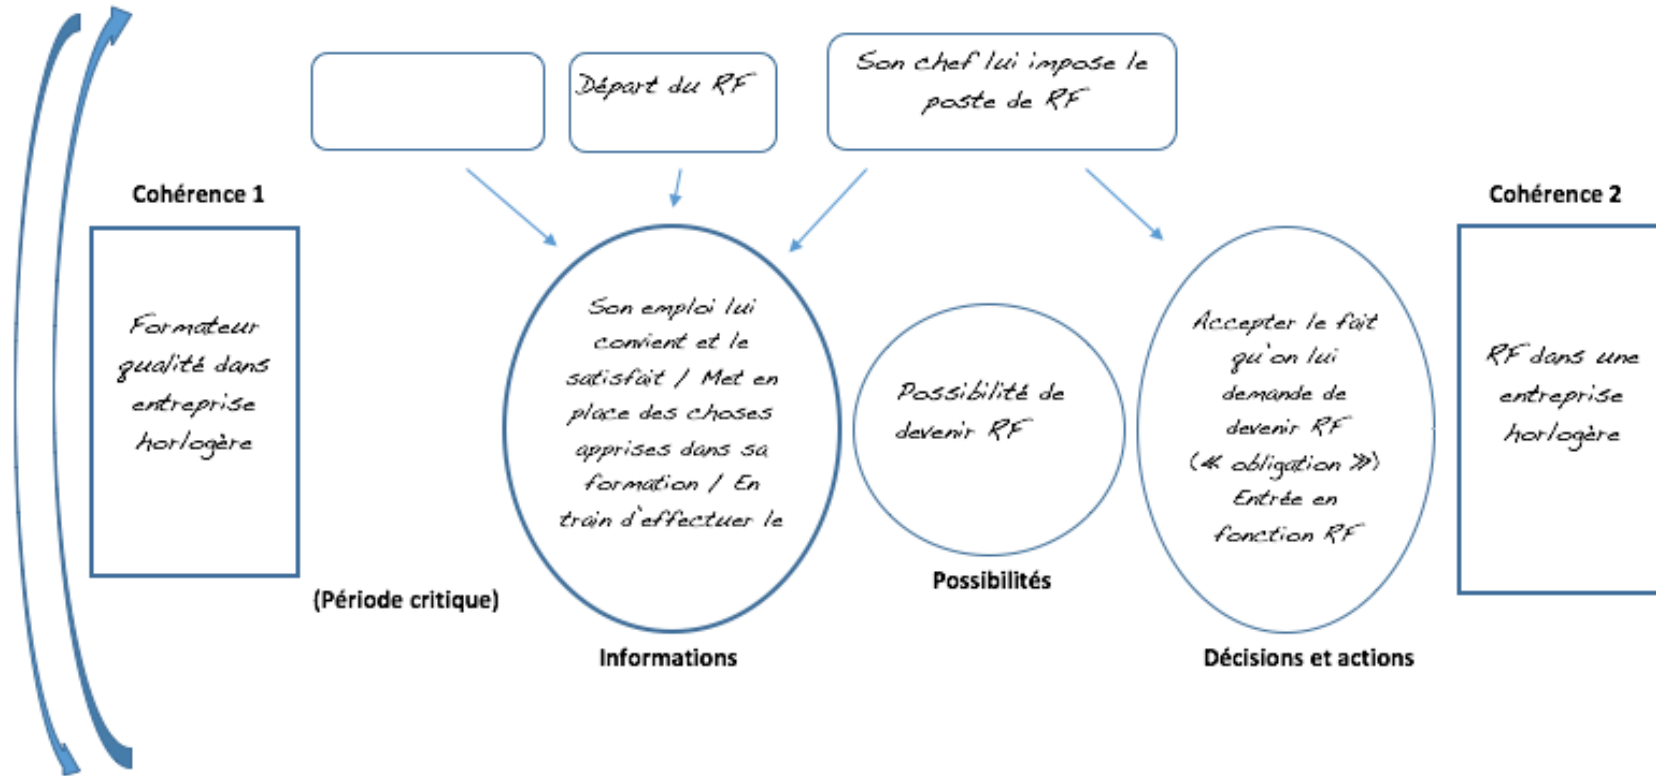 Départ du RF
Son chef lui impose le
poste de RF
Cohérence 1
Cohérence 2
Formateur
qualité dans
entreprise
horlogère
Son emploi lui
convient et le
satisfait / Met en
place des choses
apprises dans sa
formation / En
train d'effectuer le
Possibilité de
devenir RF
Accepter le fait
qu'on lui
demande de
devenir RF
(« obligation »)
Entrée en
fonction RF
RF dans une
entreprise
horlogère
(Période critique)
Possibilités
Informations
Décisions et actions